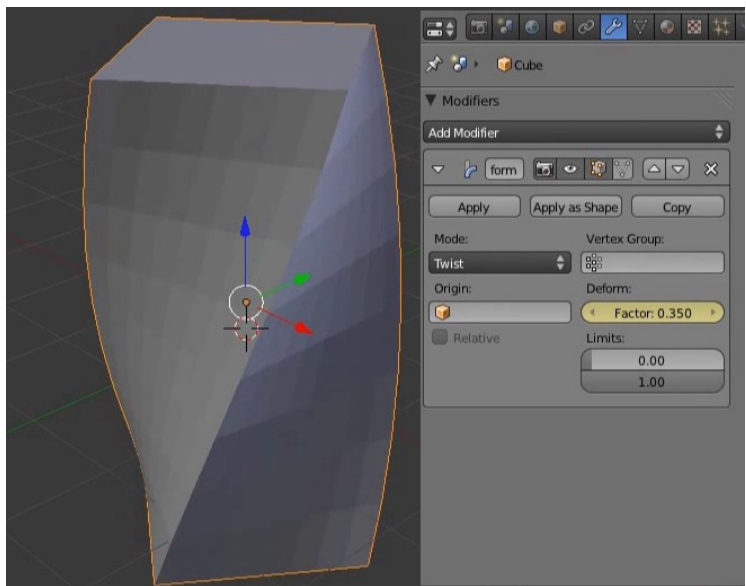 Cube
Modifiers
Add Modifier
form
Apply
Apply as Shape
Copy
Mode:
Vertex Group:
Twist
Origin:
Deform:
Factor: 0.350
Relative
Limits:
0.00
1.00